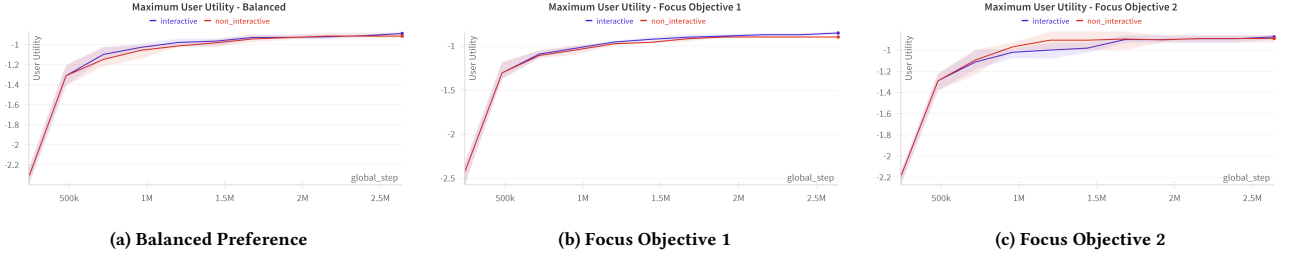 Maximum User Utility - Balanced
interactive non_interactive
User Utility
-1
-1.2
-1.4
-1.6
-1.8
-2
-2.2
global_step
500k 1M 1.5M 2M 2.5M
(a) Balanced Preference
Maximum User Utility - Focus Objective 1
interactive non_interactive
User Utility
-1
-1.5
-2
-2.5
global_step
500k 1M 1.5M 2M 2.5M
(b) Focus Objective 1
Maximum User Utility - Focus Objective 2
interactive non_interactive
User Utility
-1
-1.2
-1.4
-1.6
-1.8
-2
-2.2
global_step
500k 1M 1.5M 2M 2.5M
(c) Focus Objective 2